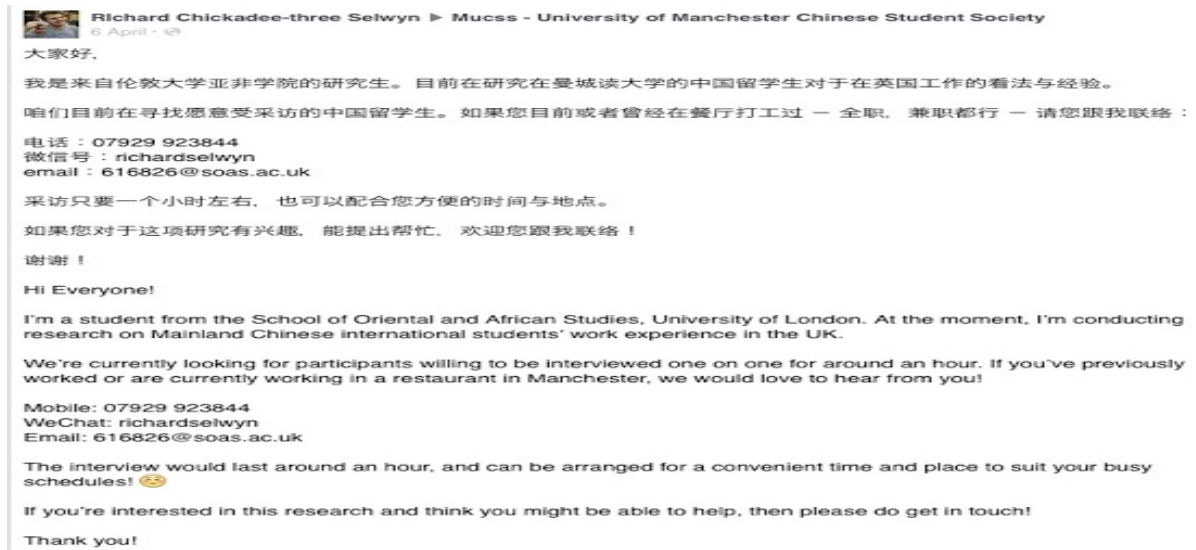 RIchard Chickadee-three Selwyn ▶ Mucss - University of Manchester Chinese Student Society
6 April ·
大家好，
我是来自伦敦大学亚非学院的研究生。目前在研究在曼城读大学的中国留学生对于在英国工作的看法与经验。
咱们目前在寻找愿意受采访的中国留学生。如果您目前或者曾经在餐厅打工过 － 全职，兼职都行 － 请您跟我联络：
电话：07929 923844
微信号：richardselwyn
email：616826@soas.ac.uk
采访只要一个小时左右，也可以配合您方便的时间与地点。
如果您对于这项研究有兴趣，能提出帮忙，欢迎您跟我联络！
谢谢！
Hi Everyone!
I'm a student from the School of Oriental and African Studies, University of London. At the moment, I'm conducting
research on Mainland Chinese international students' work experience in the UK.
We're currently looking for participants willing to be interviewed one on one for around an hour. If you've previously
worked or are currently working in a restaurant in Manchester, we would love to hear from you!
Mobile: 07929 923844
WeChat: richardselwyn
Email: 616826@soas.ac.uk
The interview would last around an hour, and can be arranged for a convenient time and place to suit your busy
schedules! ☺
If you're interested in this research and think you might be able to help, then please do get in touch!
Thank you!